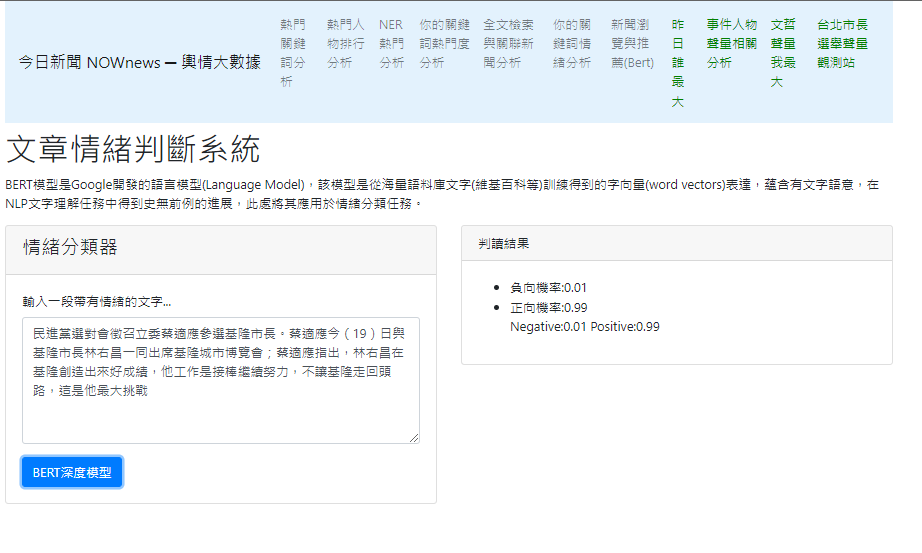 今日新聞 NOWnews ─ 輿情大數據
熱門
關鍵
詞分
析
熱門人
物排行
分析
NER
熱門
分析
你的關鍵
詞熱門度
分析
全文檢索
與關聯新
聞分析
你的關
鍵詞情
緒分析
新聞瀏
覽與推
薦(Bert)
昨
日
誰
最
大
事件人物
聲量相關
分析
文哲
聲量
我最
大
台北市長
選舉聲量
觀測站
文章情緒判斷系統
BERT模型是Google開發的語言模型(Language Model)，該模型是從海量語料庫文字(維基百科等)訓練得到的字向量(word vectors)表達，蘊含有文字語意，在
NLP文字理解任務中得到史無前例的進展，此處將其應用於情緒分類任務。
情緒分類器
輸入一段帶有情緒的文字...
民進黨選對會徵召立委蔡適應參選基隆市長。蔡適應今（19）日與
基隆市長林右昌一同出席基隆城市博覽會；蔡適應指出，林右昌在
基隆創造出來好成績，他工作是接棒繼續努力，不讓基隆走回頭
路，這是他最大挑戰
BERT深度模型
判讀結果
負向機率:0.01
正向機率:0.99
Negative:0.01 Positive:0.99